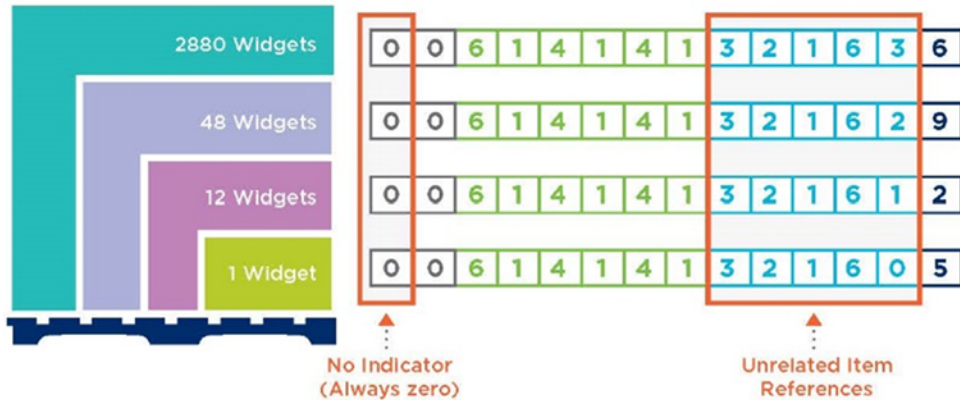 2880 Widgets
0 0 6 1 4 1 4 1 3 2 1 6 3 6
48 Widgets
0 0 6 1 4 1 4 1 3 2 1 6 2 9
12 Widgets
0 0 6 1 4 1 4 1 3 2 1 6 1 2
1 Widget
0 0 6 1 4 1 4 1 3 2 1 6 0 5
No Indicator
(Always zero)
Unrelated Item
References